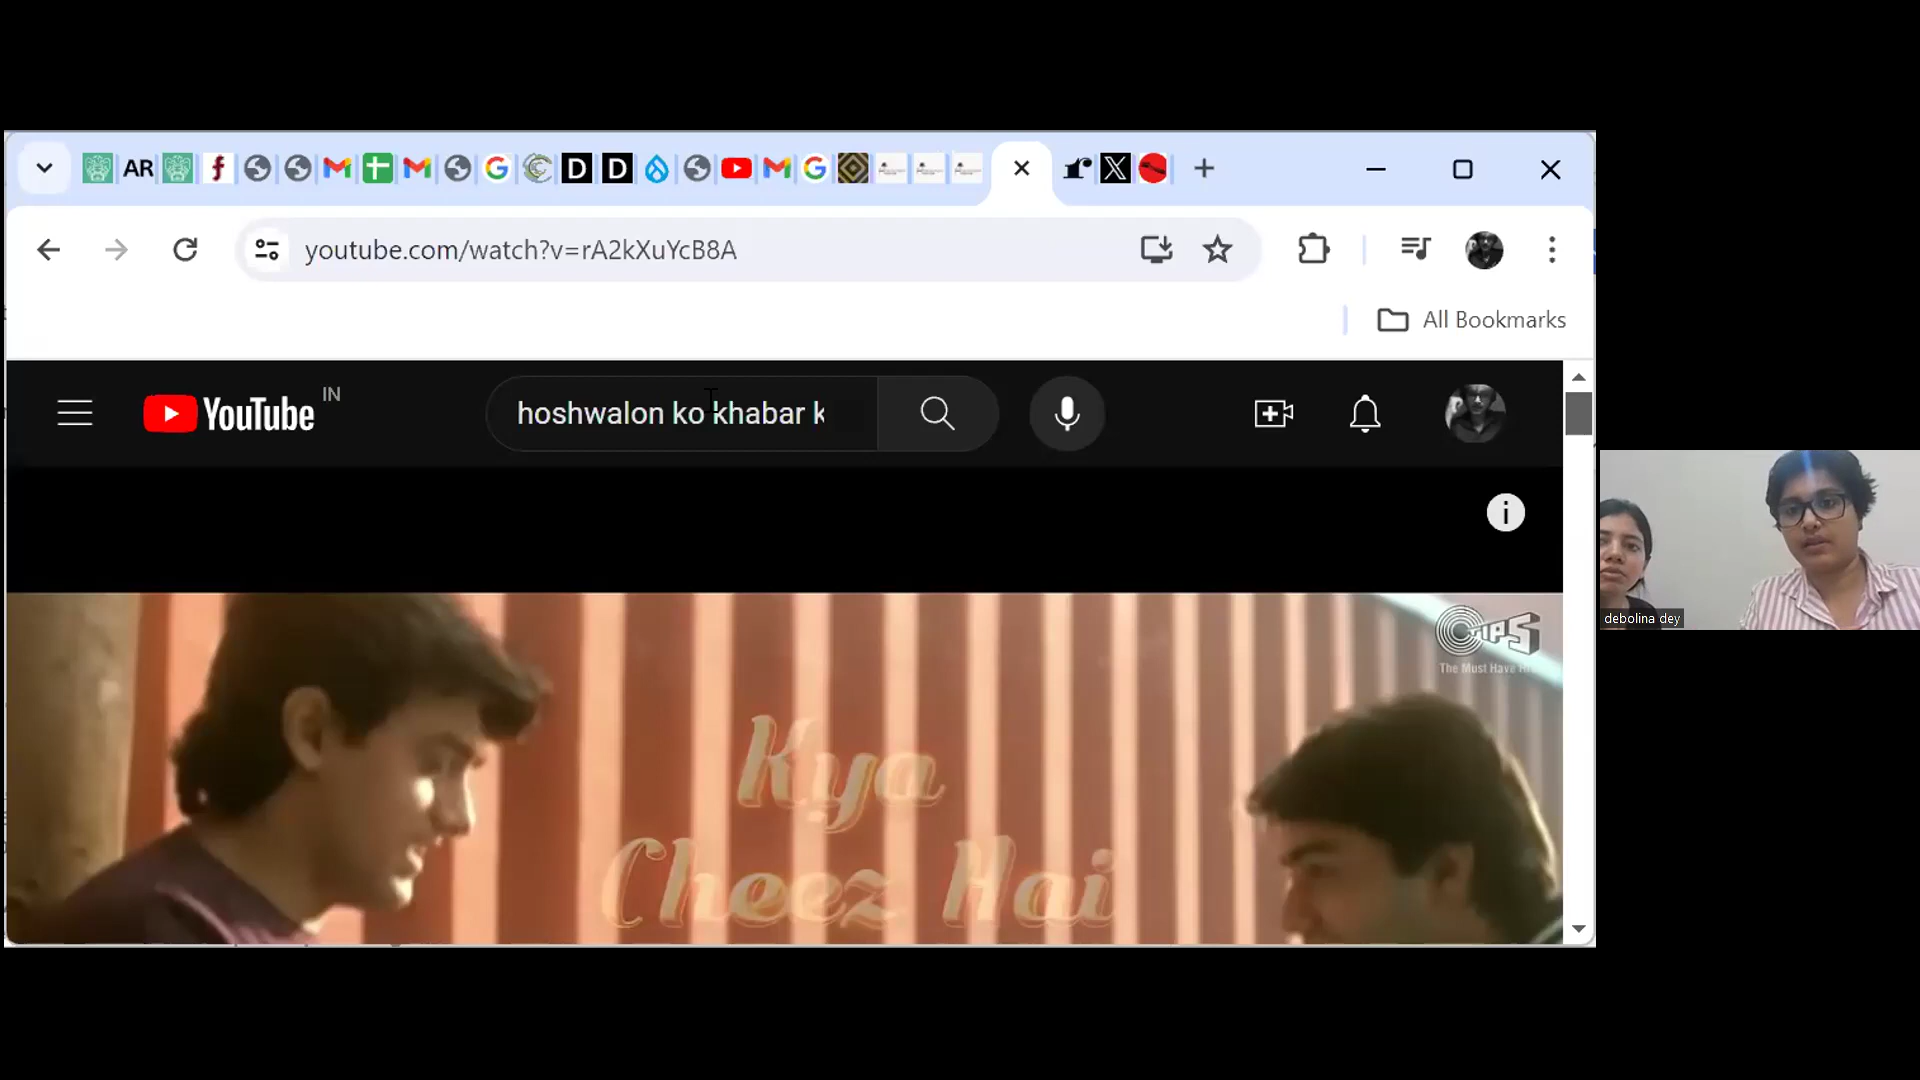 AR
youtube.com/watch?v=rA2kXuYcB8A
All Bookmarks
YouTube IN
hoshwalon ko khabar k
TIPS
The Must Have
Kya
Cheez Hai
debolina dey